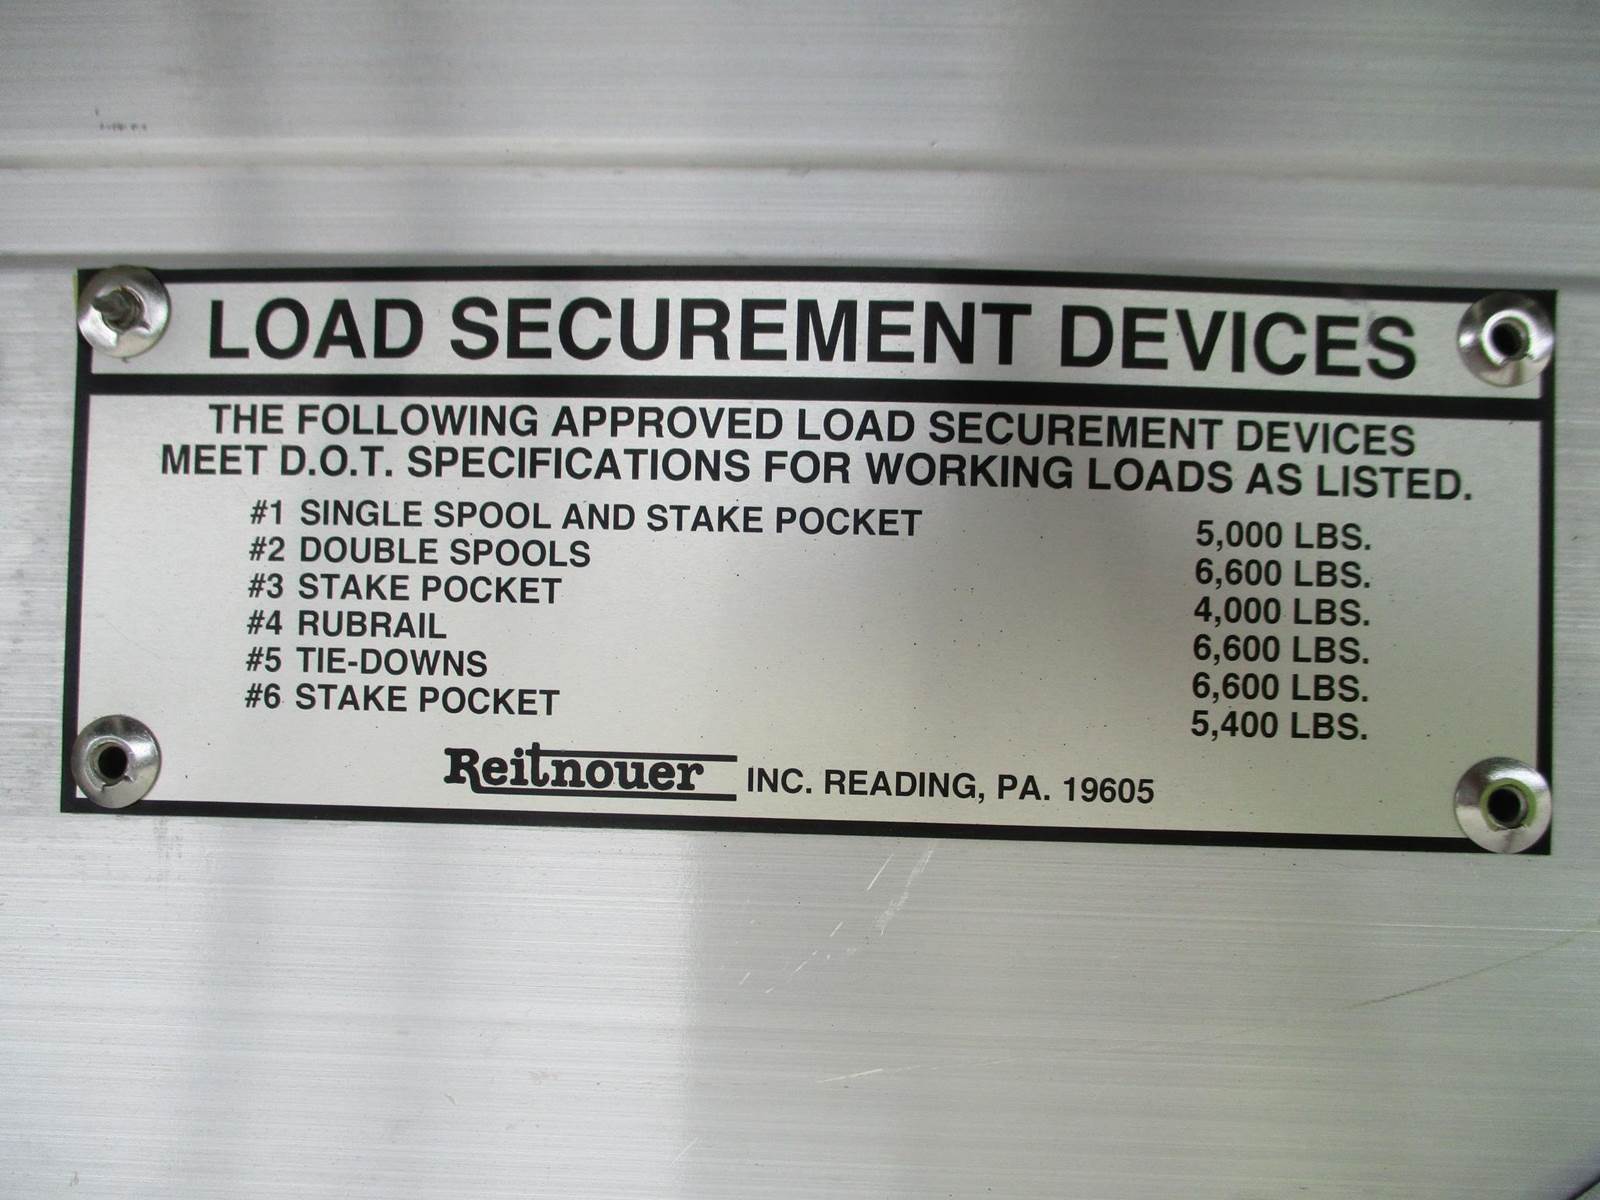 LOAD SECUREMENT DEVICES
THE FOLLOWING APPROVED LOAD SECUREMENT DEVICES
MEET D.O.T. SPECIFICATIONS FOR WORKING LOADS AS LISTED.
#1 SINGLE SPOOL AND STAKE POCKET 5,000 LBS.
#2 DOUBLE SPOOLS 6,600 LBS.
#3 STAKE POCKET 4,000 LBS.
#4 RUBRAIL 6,600 LBS.
#5 TIE-DOWNS 6,600 LBS.
#6 STAKE POCKET 5,400 LBS.
Reitnouer INC. READING, PA. 19605